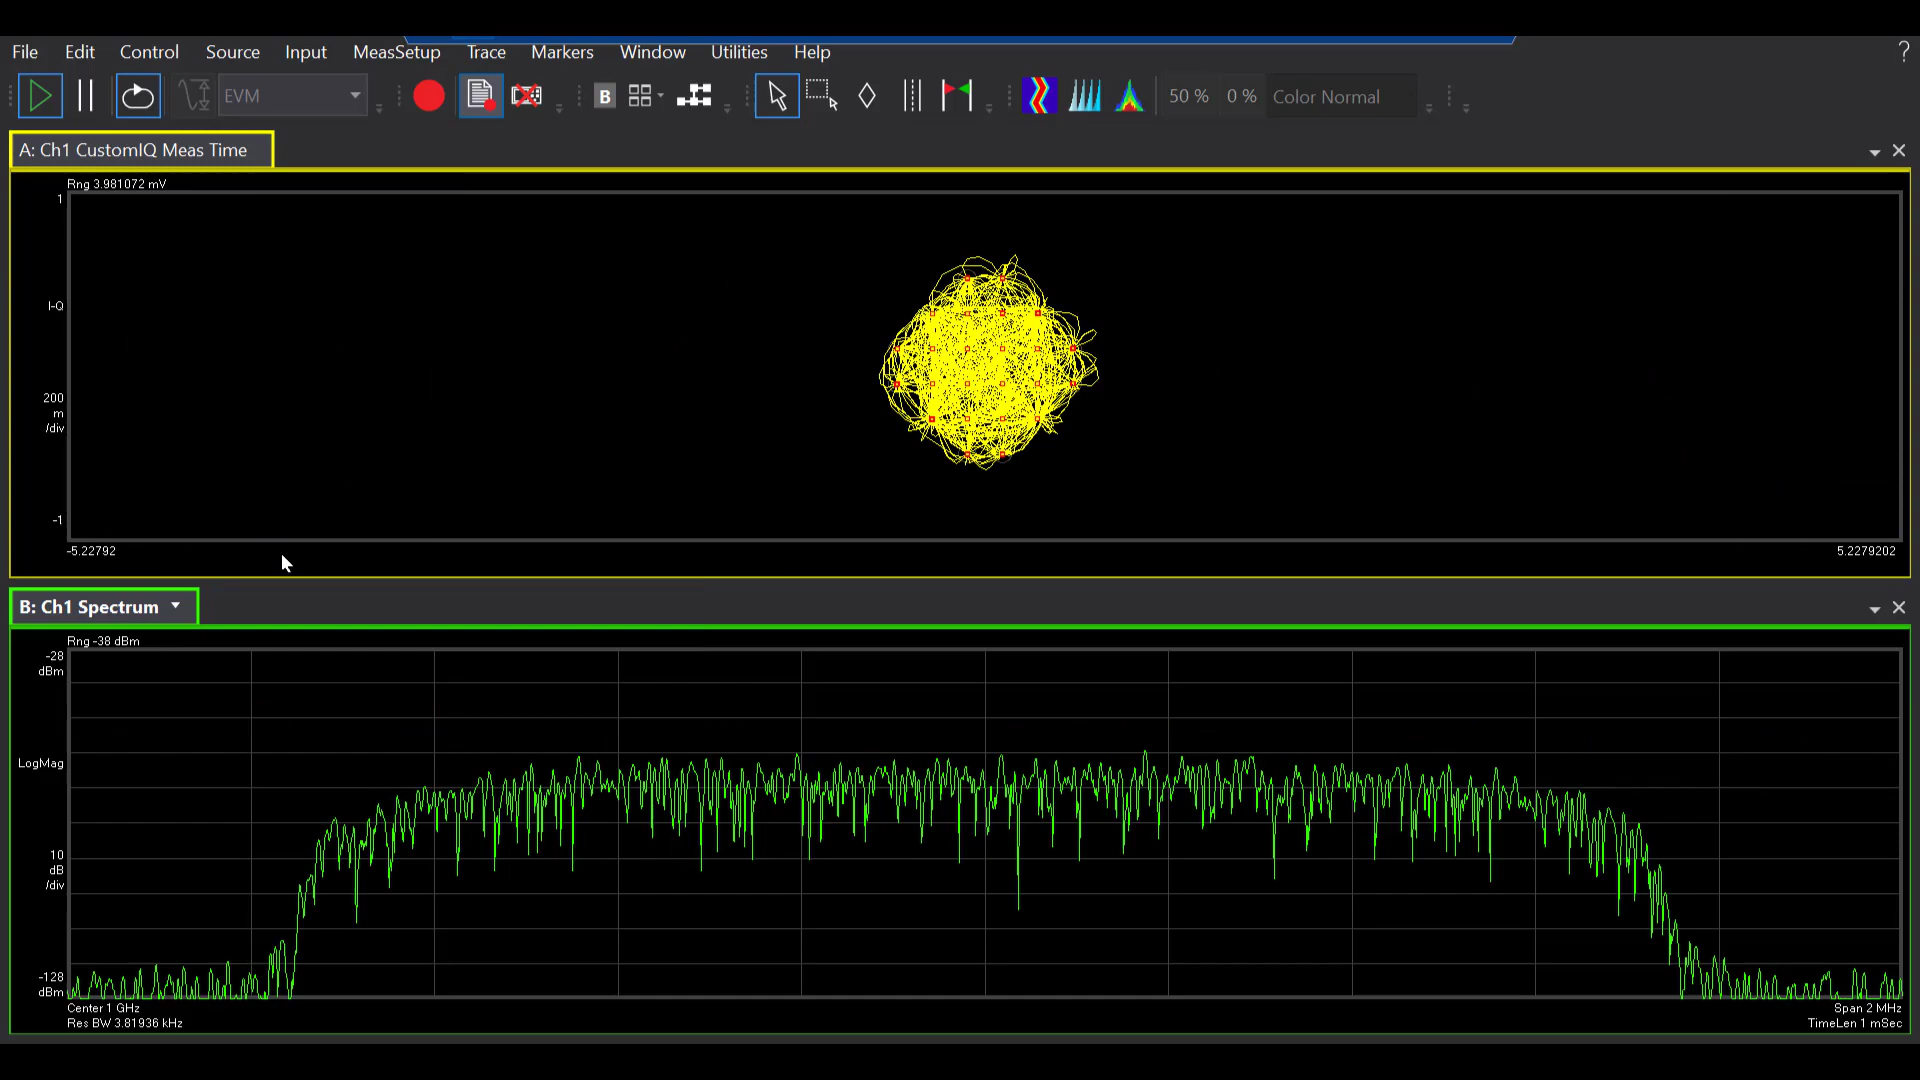 File Edit Control Source Input MeasSetup Trace Markers Window Utilities Help ?
EVM B 50 % 0 % Color Normal
A: Ch1 CustomIQ Meas Time
Rng 3.981072 mV
1
I-Q
200
m
/div
-1
-5.22792 5.2279202
B: Ch1 Spectrum
Rng -38 dBm
-28
dBm
LogMag
10
dB
/div
-128
dBm
Center 1 GHz Span 2 MHz
Res BW 3.81936 kHz TimeLen 1 mSec